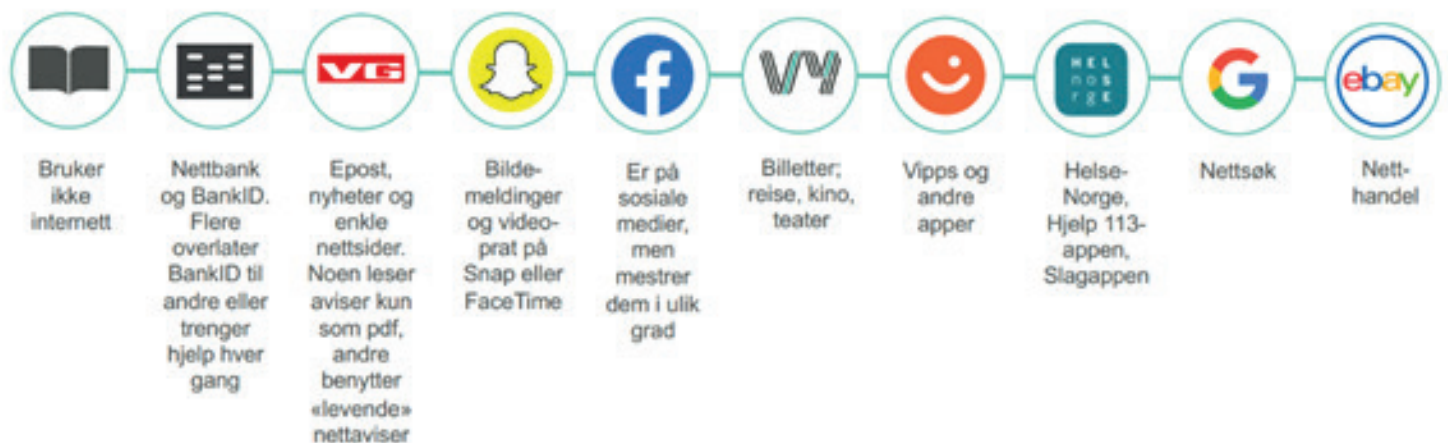 VG
f
VY
HEL
nos
rgE
G
ebay
Bruker
ikke
internett
Nettbank
og BankID.
Flere
overlater
BankID til
andre eller
trenger
hjelp hver
gang
Epost,
nyheter og
enkle
nettsider.
Noen leser
aviser kun
som pdf,
andre
benytter
«levende»
nettaviser
Bilde-
meldinger
og video-
prat på
Snap eller
FaceTime
Er på
sosiale
medier,
men
mestrer
dem i ulik
grad
Billetter;
reise, kino,
teater
Vipps og
andre
apper
Helse-
Norge,
Hjelp 113-
appen,
Slagappen
Nettsøk
Nett-
handel